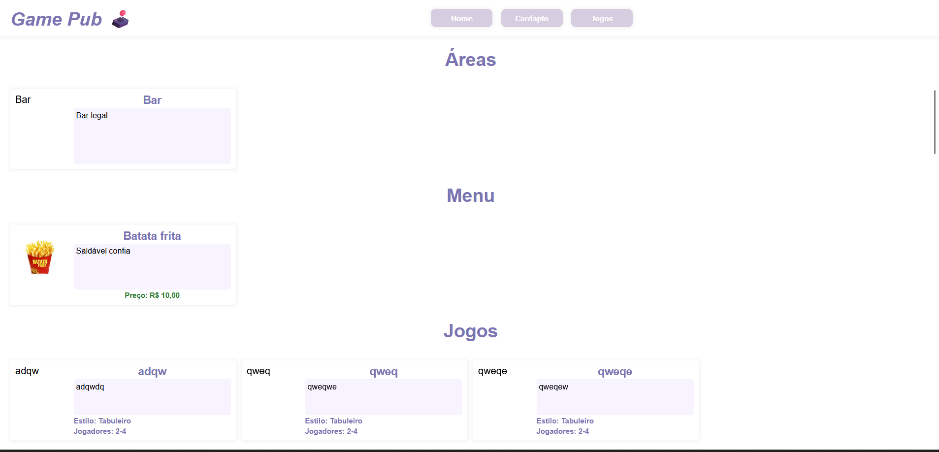 Game Pub
Home
Cardapio
Jogos
Áreas
Bar
Bar
Bar legal
Menu
Batata frita
BATATA
FRIT
Saldável confia
Preço: R$ 10,00
Jogos
adqw
adqw
adqwdq
Estilo: Tabuleiro
Jogadores: 2-4
qweq
qweq
qweqwe
Estilo: Tabuleiro
Jogadores: 2-4
qweqe
qweqe
qweqew
Estilo: Tabuleiro
Jogadores: 2-4